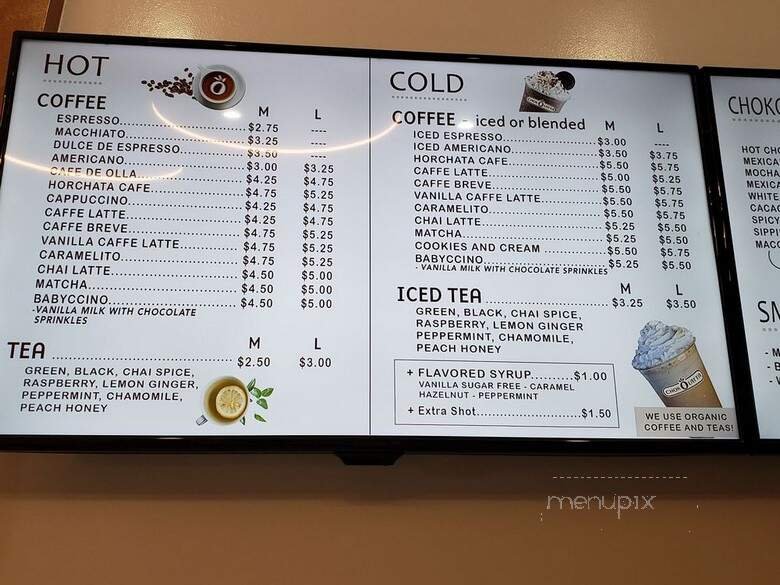 HOT
COFFEE M L
ESPRESSO $2.75 ----
MACCHIATO $3.25 ----
DULCE DE ESPRESSO $3.50 ----
AMERICANO $3.00 $3.25
CAFE DE OLLA $4.25 $4.75
HORCHATA CAFE $4.75 $5.25
CAPPUCCINO $4.25 $4.75
CAFFE LATTE $4.25 $4.75
CAFFE BREVE $4.75 $5.25
VANILLA CAFFE LATTE $4.75 $5.25
CARAMELITO $4.75 $5.25
CHAI LATTE $4.50 $5.00
MATCHA $4.50 $5.00
BABYCCINO $4.50 $5.00
-VANILLA MILK WITH CHOCOLATE
SPRINKLES
M L
TEA $2.50 $3.00
GREEN, BLACK, CHAI SPICE,
RASPBERRY, LEMON GINGER,
PEPPERMINT, CHAMOMILE,
PEACH HONEY
COLD
COFFEE - iced or blended M L
ICED ESPRESSO $3.00 ----
ICED AMERICANO $3.50 $3.75
HORCHATA CAFE $5.50 $5.75
CAFFE LATTE $5.00 $5.25
CAFFE BREVE $5.50 $5.75
VANILLA CAFFE LATTE $5.50 $5.75
CARAMELITO $5.50 $5.75
CHAI LATTE $5.25 $5.50
MATCHA $5.25 $5.50
COOKIES AND CREAM $5.50 $5.75
BABYCCINO $5.25 $5.50
- VANILLA MILK WITH CHOCOLATE SPRINKLES
M L
ICED TEA $3.25 $3.50
GREEN, BLACK, CHAI SPICE,
RASPBERRY, LEMON GINGER
PEPPERMINT, CHAMOMILE,
PEACH HONEY
+ FLAVORED SYRUP $1.00
VANILLA SUGAR FREE - CARAMEL
HAZELNUT - PEPPERMINT
+ Extra Shot $1.50
WE USE ORGANIC
COFFEE AND TEAS!
HOT
MOCHA
WHITE
SPICY
menupix